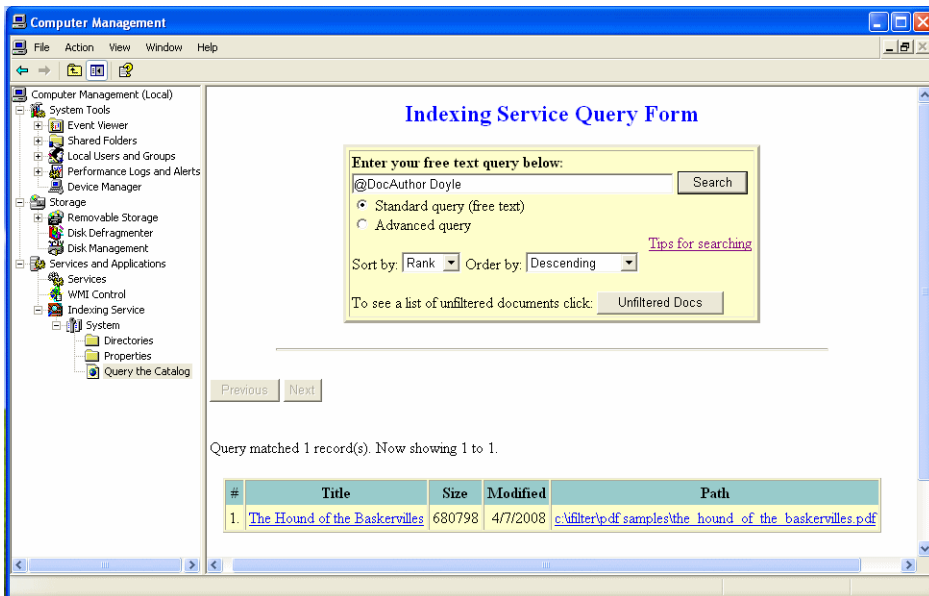 Computer Management
File Action View Window Help
Computer Management (Local)
System Tools
Event Viewer
Shared Folders
Local Users and Groups
Performance Logs and Alerts
Device Manager
Storage
Removable Storage
Disk Defragmenter
Disk Management
Services and Applications
Services
WMI Control
Indexing Service
System
Directories
Properties
Query the Catalog
Indexing Service Query Form
Enter your free text query below:
@DocAuthor Doyle Search
Standard query (free text)
Advanced query
Tips for searching
Sort by: Rank Order by: Descending
To see a list of unfiltered documents click: Unfiltered Docs
Previous Next
Query matched 1 record(s). Now showing 1 to 1.
# Title Size Modified Path
1. The Hound of the Baskervilles 680798 4/7/2008 c:\ifilter\pdf samples\the_hound_of_the_baskervilles.pdf